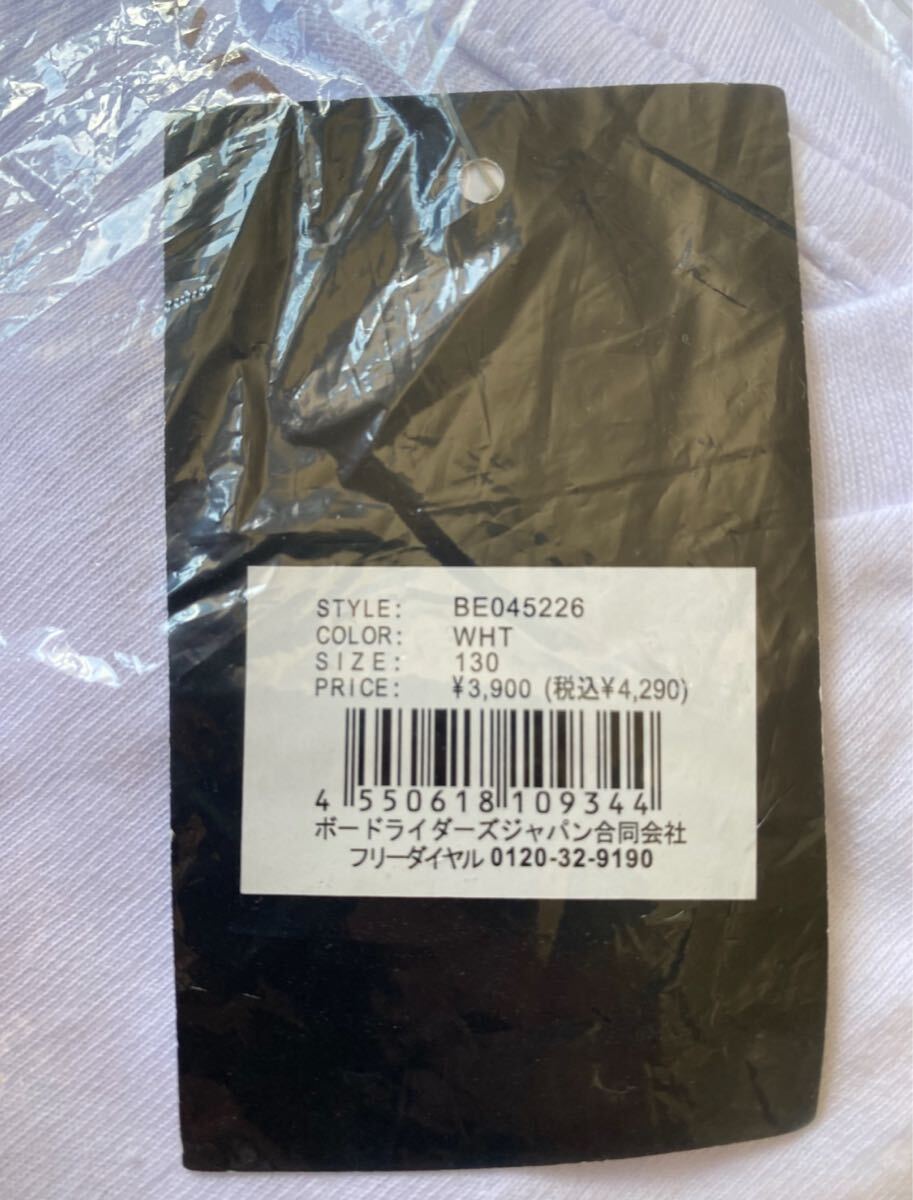 STYLE: BE045226
COLOR: WHT
SIZE: 130
PRICE: ¥3,900 (税込¥4,290)
4 550618 109344
ボードライダーズジャパン合同会社
フリーダイヤル 0120-32-9190